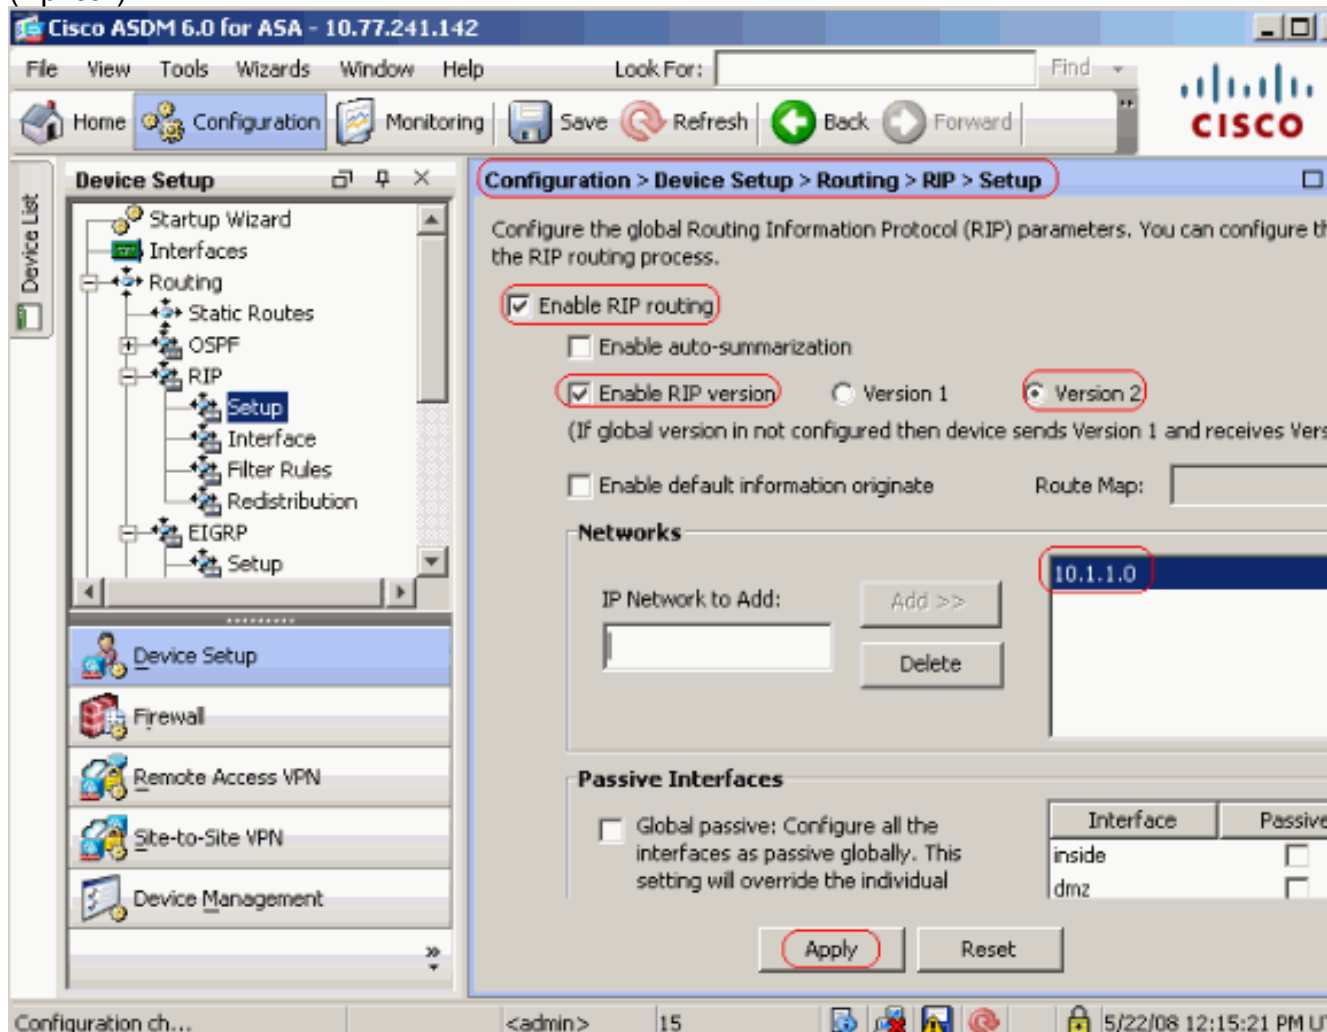 Cisco ASDM 6.0 for ASA - 10.77.241.142
File View Tools Wizards Window Help Look For: Find
Home Configuration Monitoring Save Refresh Back Forward
CISCO
Device List
Device Setup
Startup Wizard
Interfaces
Routing
Static Routes
OSPF
RIP
Setup
Interface
Filter Rules
Redistribution
EIGRP
Setup
Device Setup
Firewall
Remote Access VPN
Site-to-Site VPN
Device Management
Configuration > Device Setup > Routing > RIP > Setup
Configure the global Routing Information Protocol (RIP) parameters. You can configure
the RIP routing process.
Enable RIP routing
Enable auto-summarization
Enable RIP version Version 1 Version 2
(If global version in not configured then device sends Version 1 and receives
Enable default information originate Route Map:
Networks
IP Network to Add: Add >>
10.1.1.0
Delete
Passive Interfaces
Global passive: Configure all the
interfaces as passive globally. This
setting will override the individual
Interface Passive
inside
dmz
Apply Reset
Configuration ch... <admin> 15 5/22/08 12:15:21 PM